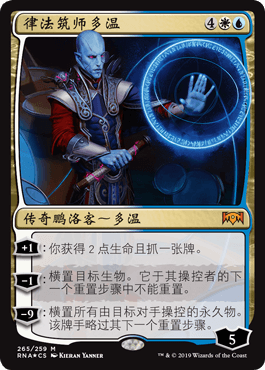 律法筑师多温 4
传奇鹏洛客～多温
+1：你获得2点生命且抓一张牌。
-1：横置目标生物。它于其操控者的下
一个重置步骤中不能重置。
-9：横置所有由目标对手操控的永久物。
该牌手略过其下一个重置步骤。
5
265/259 M
RNA★CS KIERAN YANNER
™ & © 2019 Wizards of the Coast